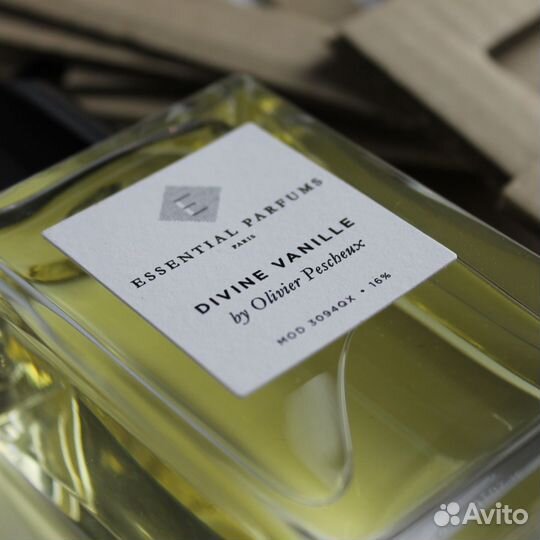 E
ESSENTIAL PARFUMS
PARIS
DIVINE VANILLE
by Olivier Pescheux
MOD 3094QX • 16%
Avito